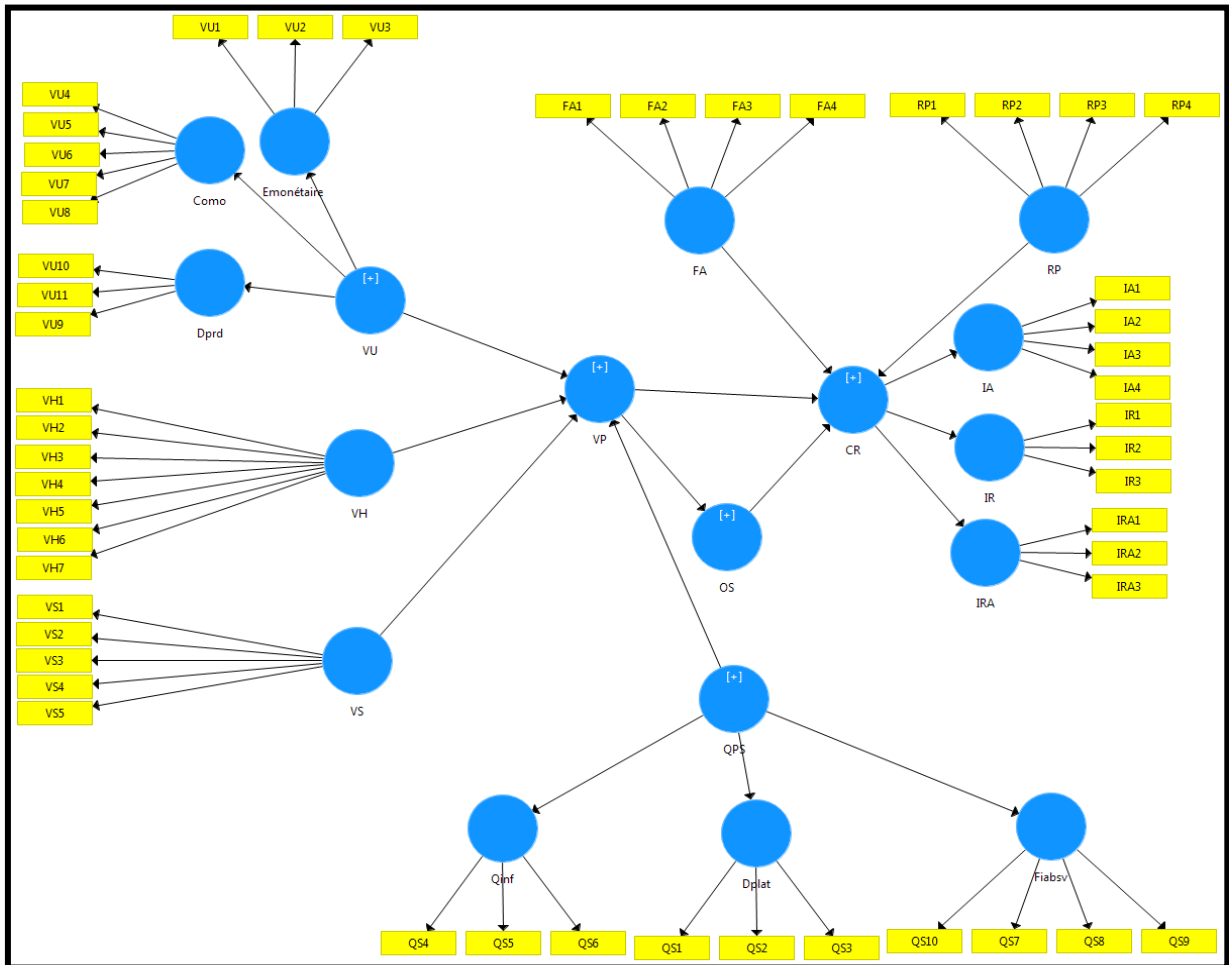 VU1 VU2 VU3
VU4
VU5
VU6
VU7
VU8
Como
Emonétaire
FA1 FA2 FA3 FA4
RP1 RP2 RP3 RP4
FA
RP
VU10
VU11
VU9
Dprd
[+]
VU
IA1
IA2
IA3
IA4
IA
[+]
VP
[+]
CR
IR1
IR2
IR3
IR
VH1
VH2
VH3
VH4
VH5
VH6
VH7
VH
[+]
OS
IRA1
IRA2
IRA3
IRA
VS1
VS2
VS3
VS4
VS5
VS
[+]
QPS
Qinf
Dplat
Fiabsv
QS4 QS5 QS6
QS1 QS2 QS3
QS10 QS7 QS8 QS9